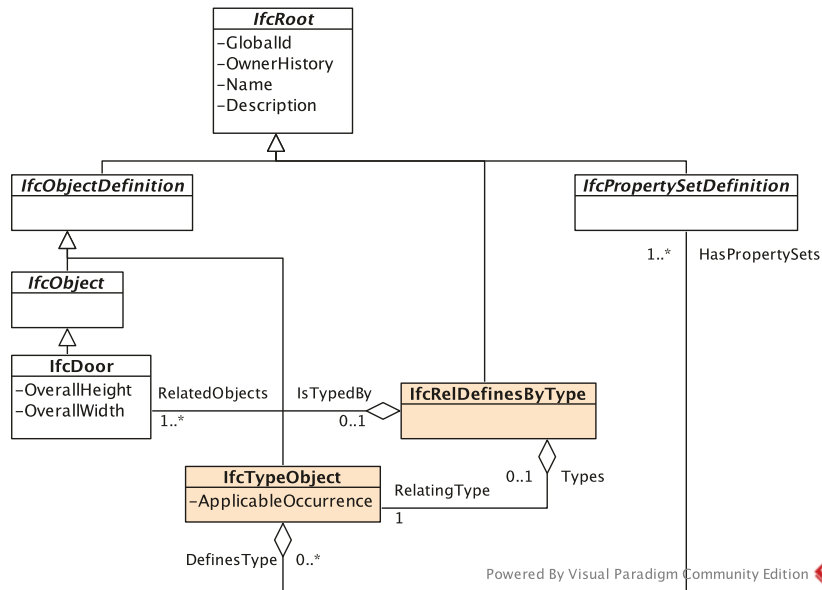 IfcRoot
-GlobalId
-OwnerHistory
-Name
-Description
IfcObjectDefinition
IfcPropertySetDefinition
1..* HasPropertySets
IfcObject
IfcDoor
-OverallHeight
-OverallWidth
RelatedObjects
1..*
IsTypedBy
0..1
IfcRelDefinesByType
IfcTypeObject
-ApplicableOccurrence
RelatingType
1
0..1 Types
DefinesType 0..*
Powered By Visual Paradigm Community Edition